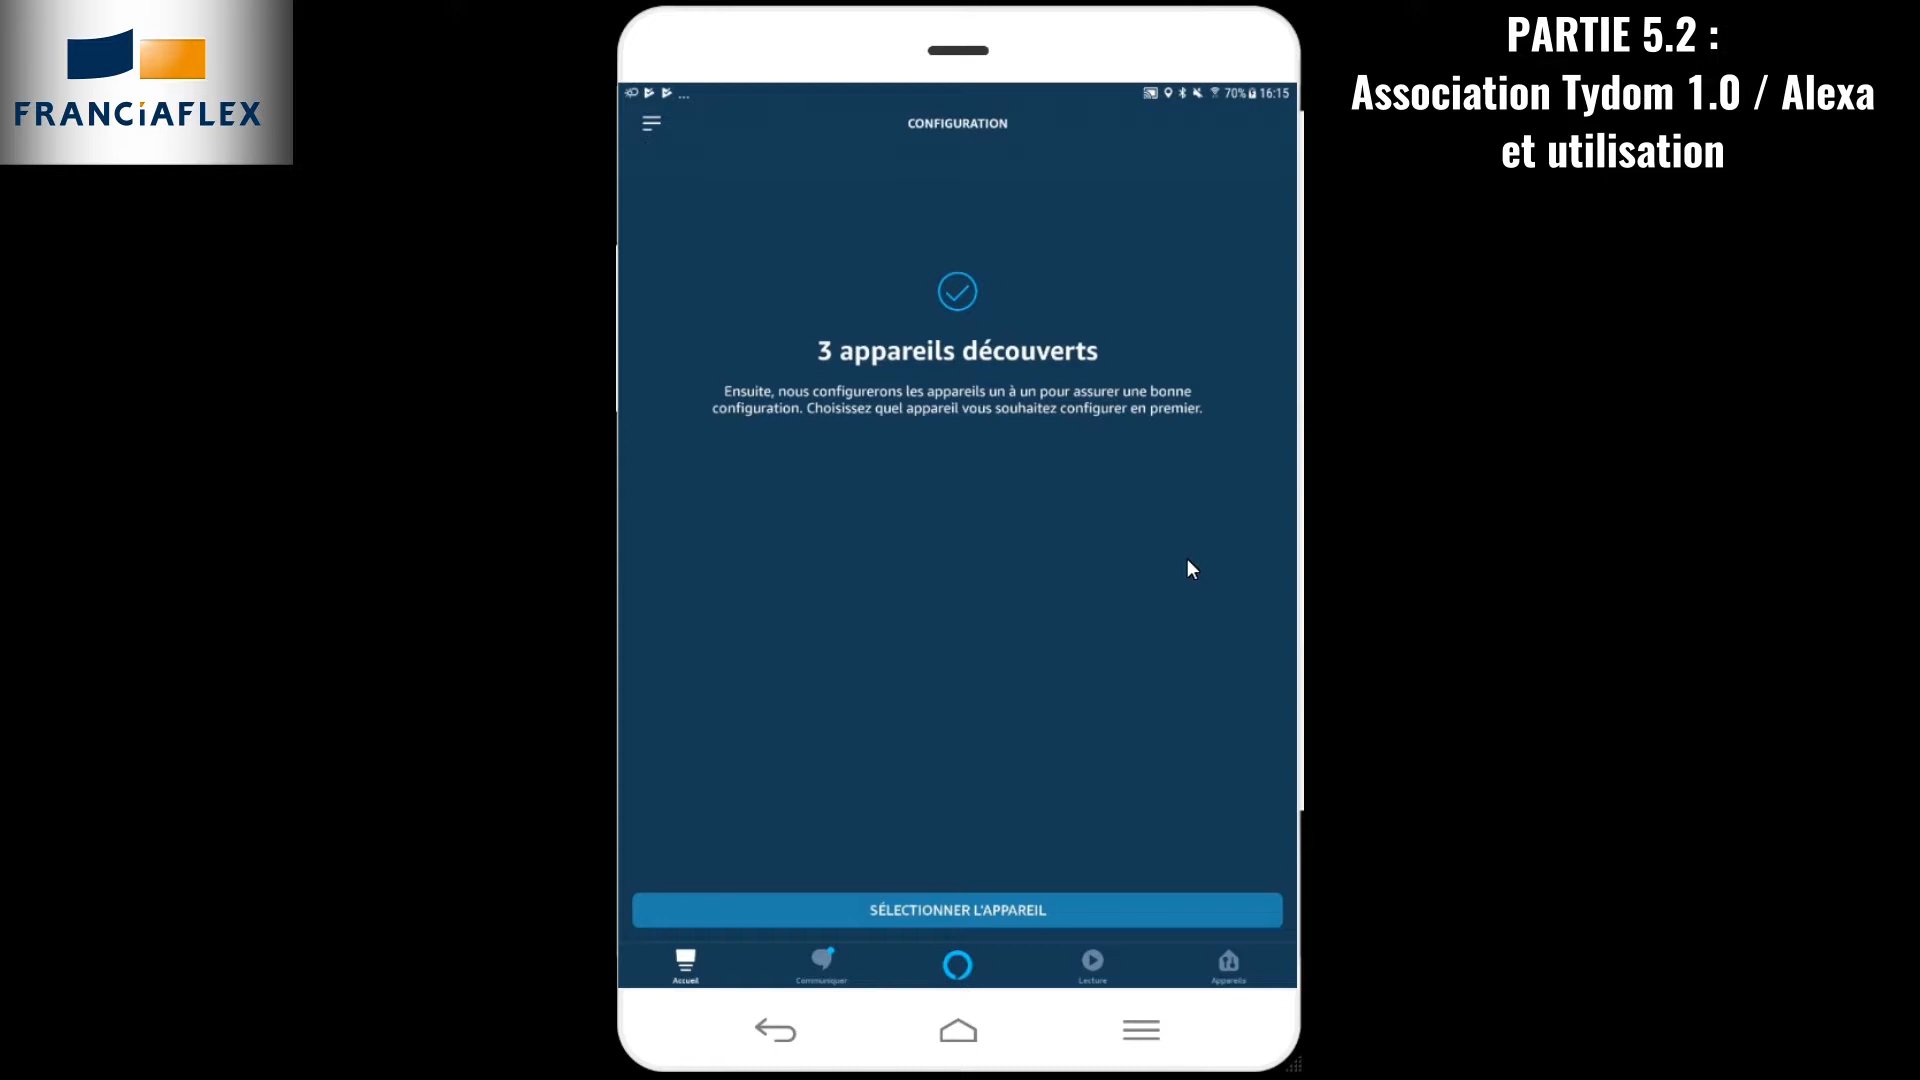 FRANCIAFLEX
PARTIE 5.2 :
Association Tydom 1.0 / Alexa
et utilisation
... 70% 16:15
CONFIGURATION
3 appareils découverts
Ensuite, nous configurerons les appareils un à un pour assurer une bonne
configuration. Choisissez quel appareil vous souhaitez configurer en premier.
SÉLECTIONNER L'APPAREIL
Accueil Communiquer Lecture Appareils